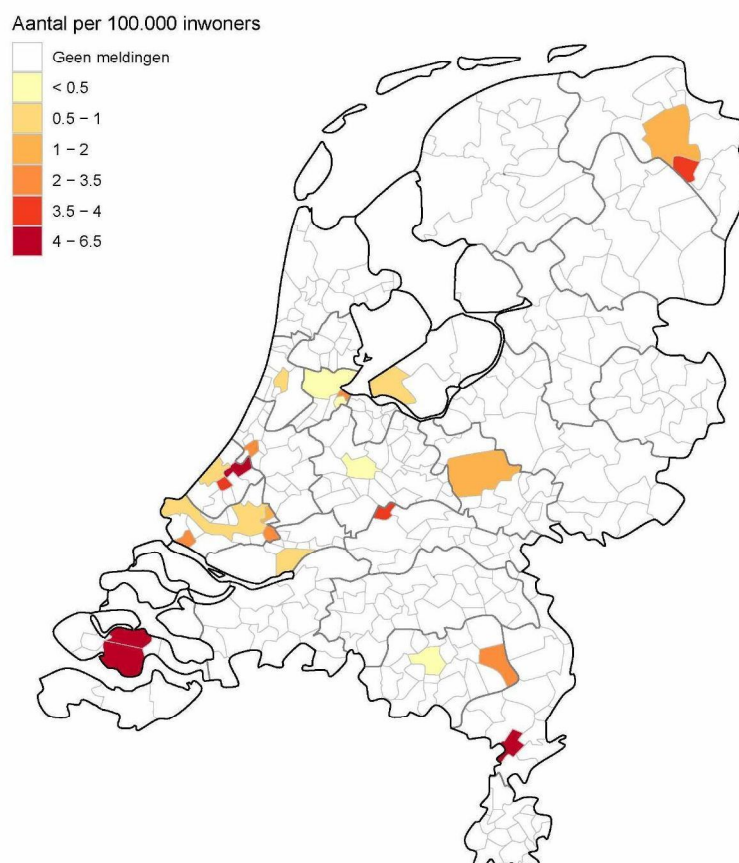 Aantal per 100.000 inwoners
Geen meldingen
< 0.5
0.5 – 1
1 – 2
2 – 3.5
3.5 – 4
4 – 6.5